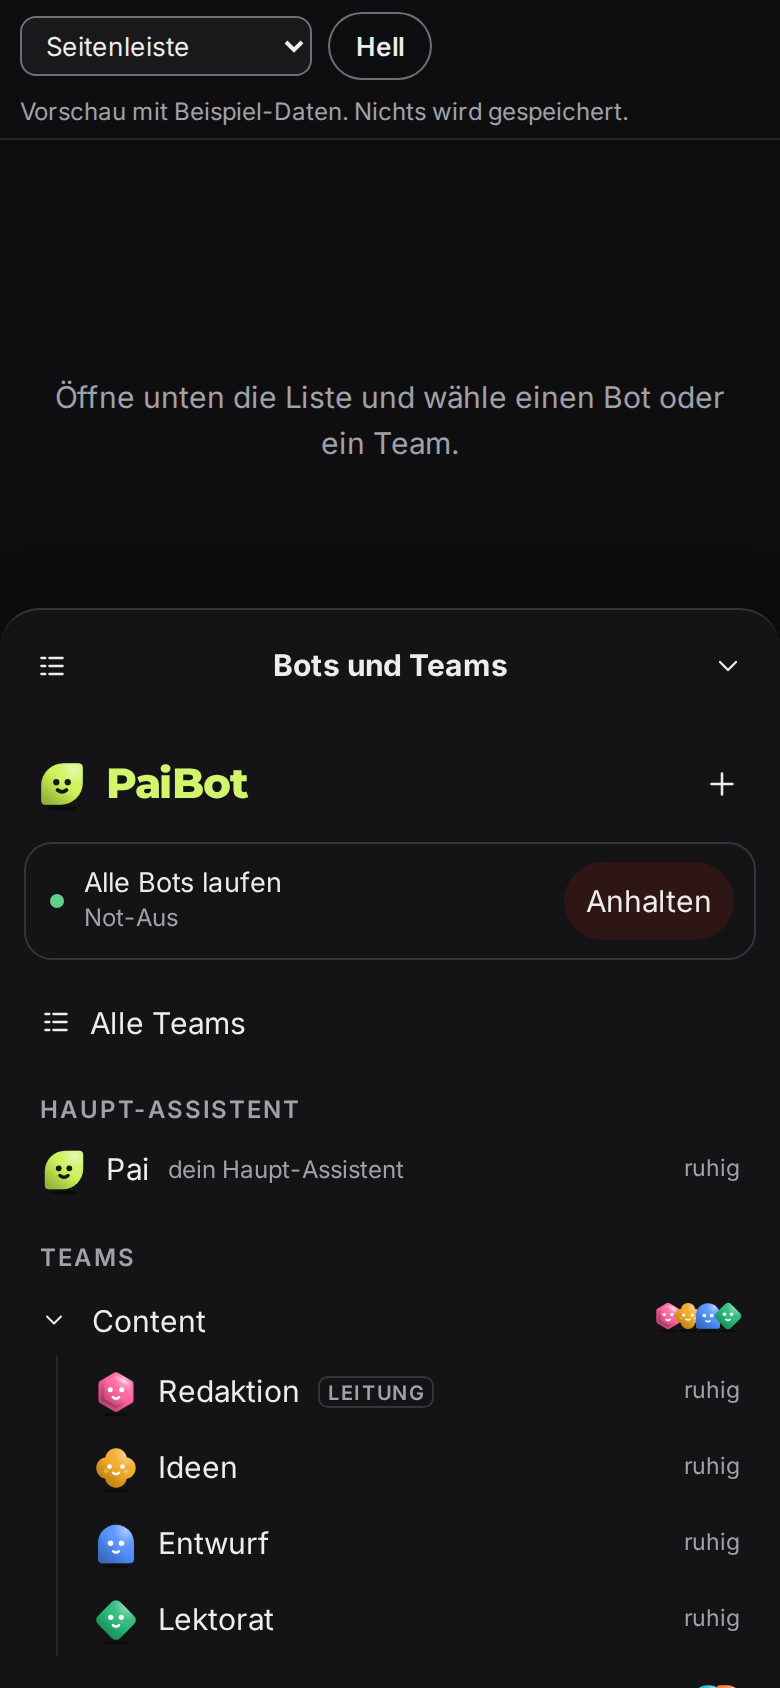 Seitenleiste
Hell
Vorschau mit Beispiel-Daten. Nichts wird gespeichert.
Öffne unten die Liste und wähle einen Bot oder
ein Team.
Bots und Teams
PaiBot
Alle Bots laufen
Not-Aus
Anhalten
Alle Teams
HAUPT-ASSISTENT
Pai dein Haupt-Assistent ruhig
TEAMS
Content
Redaktion LEITUNG ruhig
Ideen ruhig
Entwurf ruhig
Lektorat ruhig